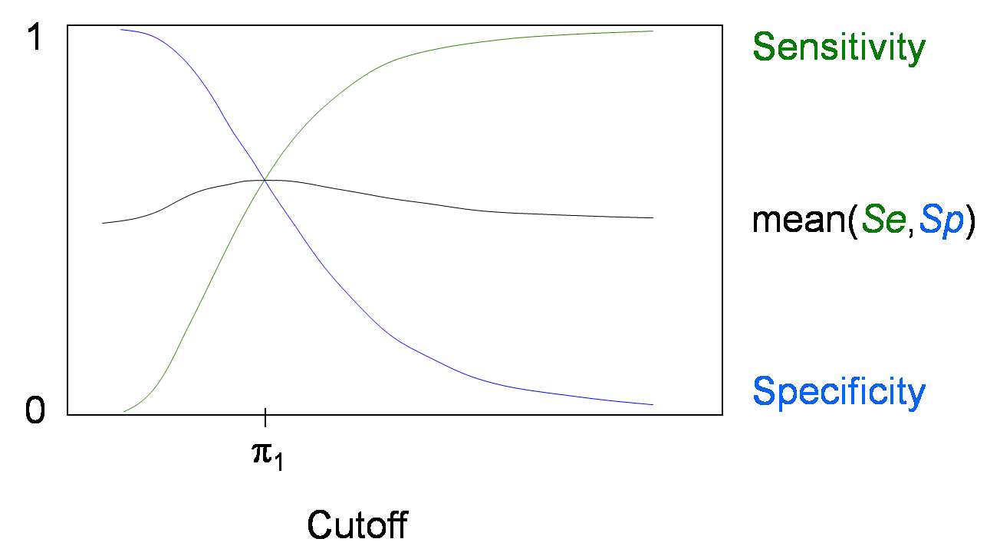 1
Sensitivity
mean(Se,Sp)
Specificity
0
π1
Cutoff